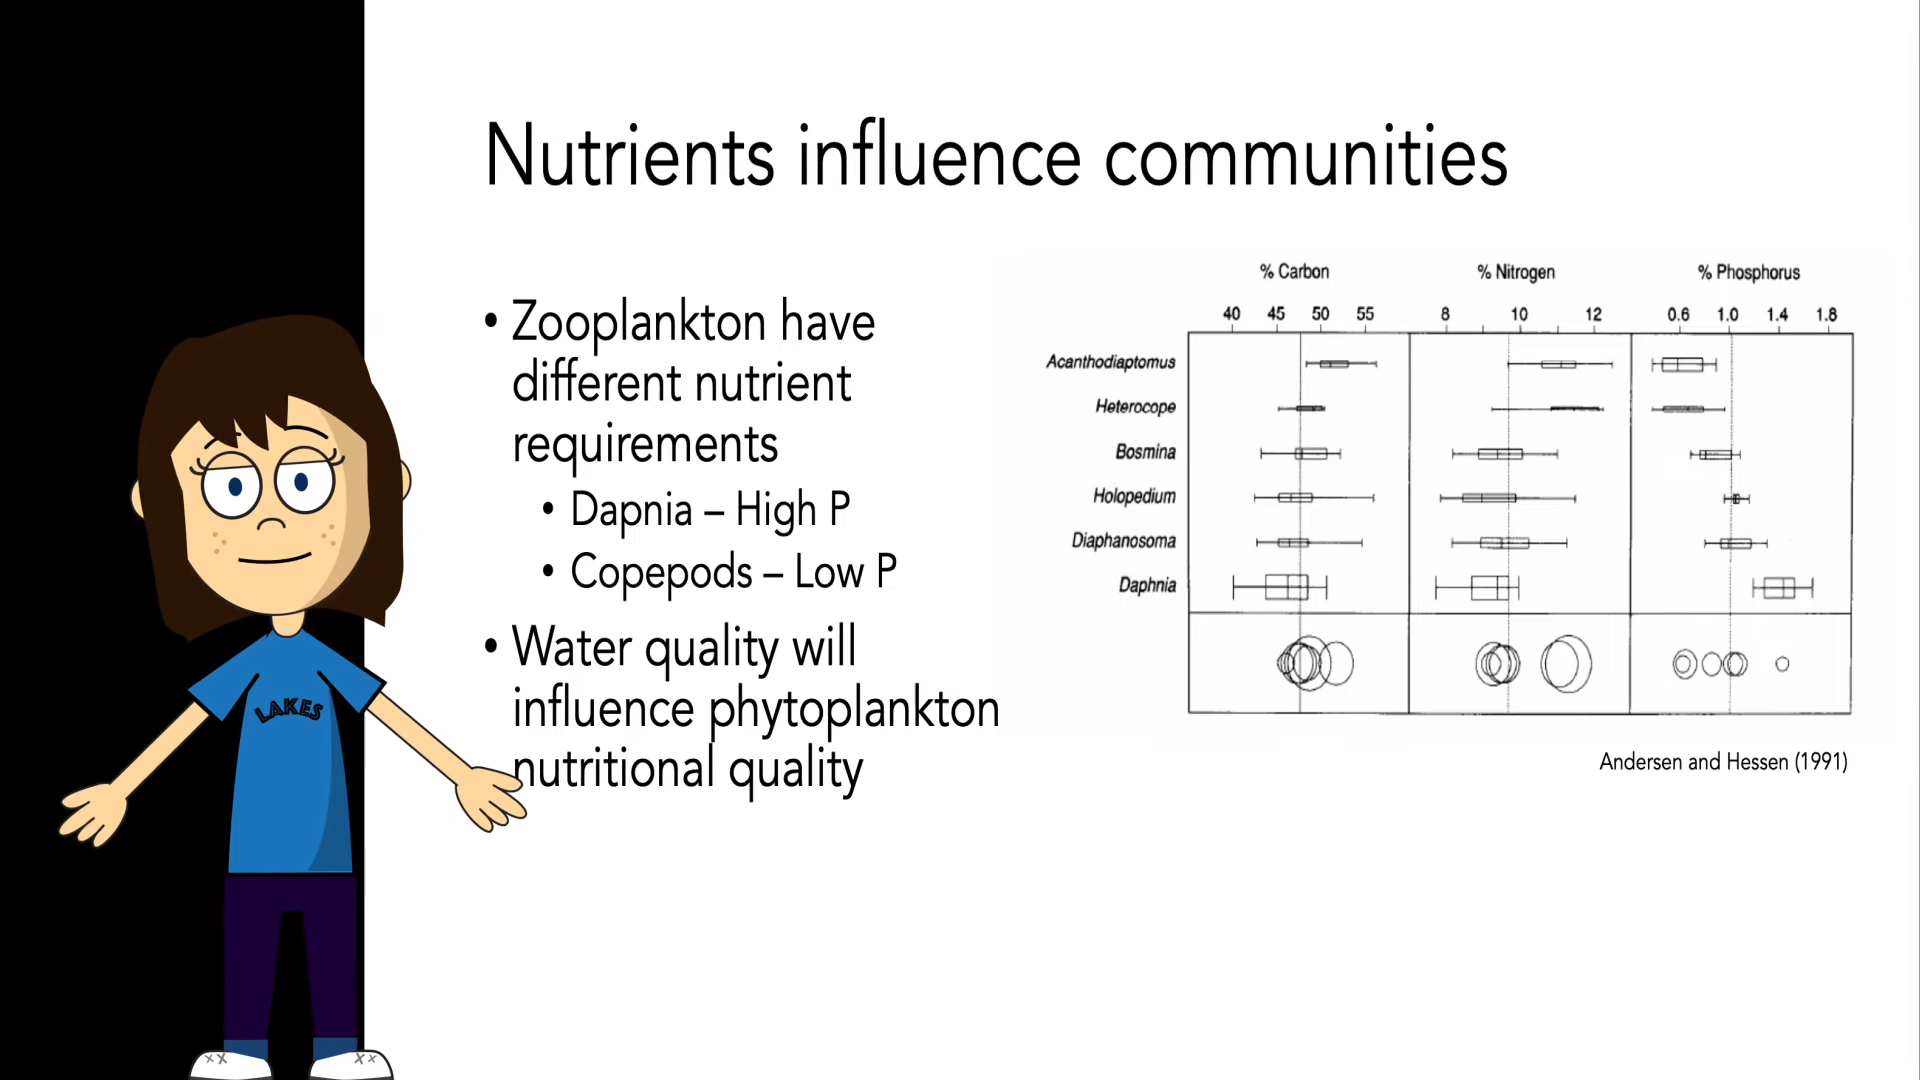 Nutrients influence communities
• Zooplankton have
different nutrient
requirements
• Dapnia – High P
• Copepods – Low P
• Water quality will
influence phytoplankton
nutritional quality
LAKES
% Carbon % Nitrogen % Phosphorus
40 45 50 55 8 10 12 0.6 1.0 1.4 1.8
Acanthodiaptomus
Heterocope
Bosmina
Holopedium
Diaphanosoma
Daphnia
Andersen and Hessen (1991)